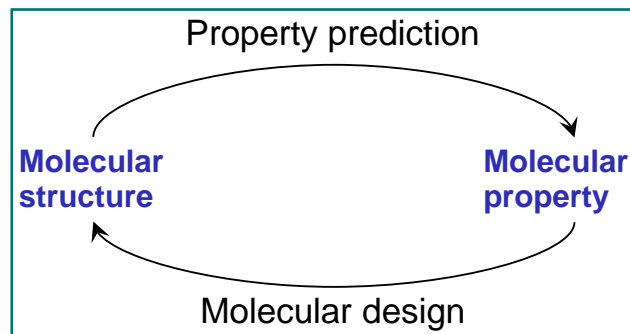 Property prediction
Molecular
structure
Molecular
property
Molecular design